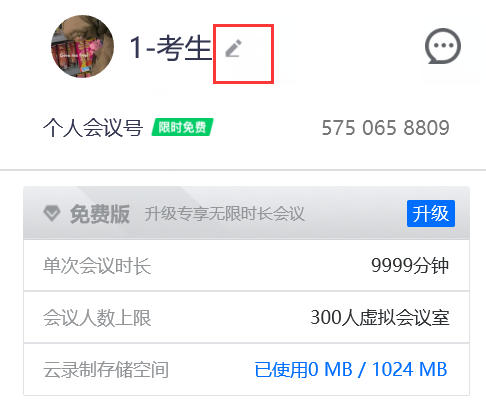 1-考生
个人会议号 限时免费 575 065 8809
免费版 升级专享无限时长会议 升级
单次会议时长 9999分钟
会议人数上限 300人虚拟会议室
云录制存储空间 已使用0 MB / 1024 MB